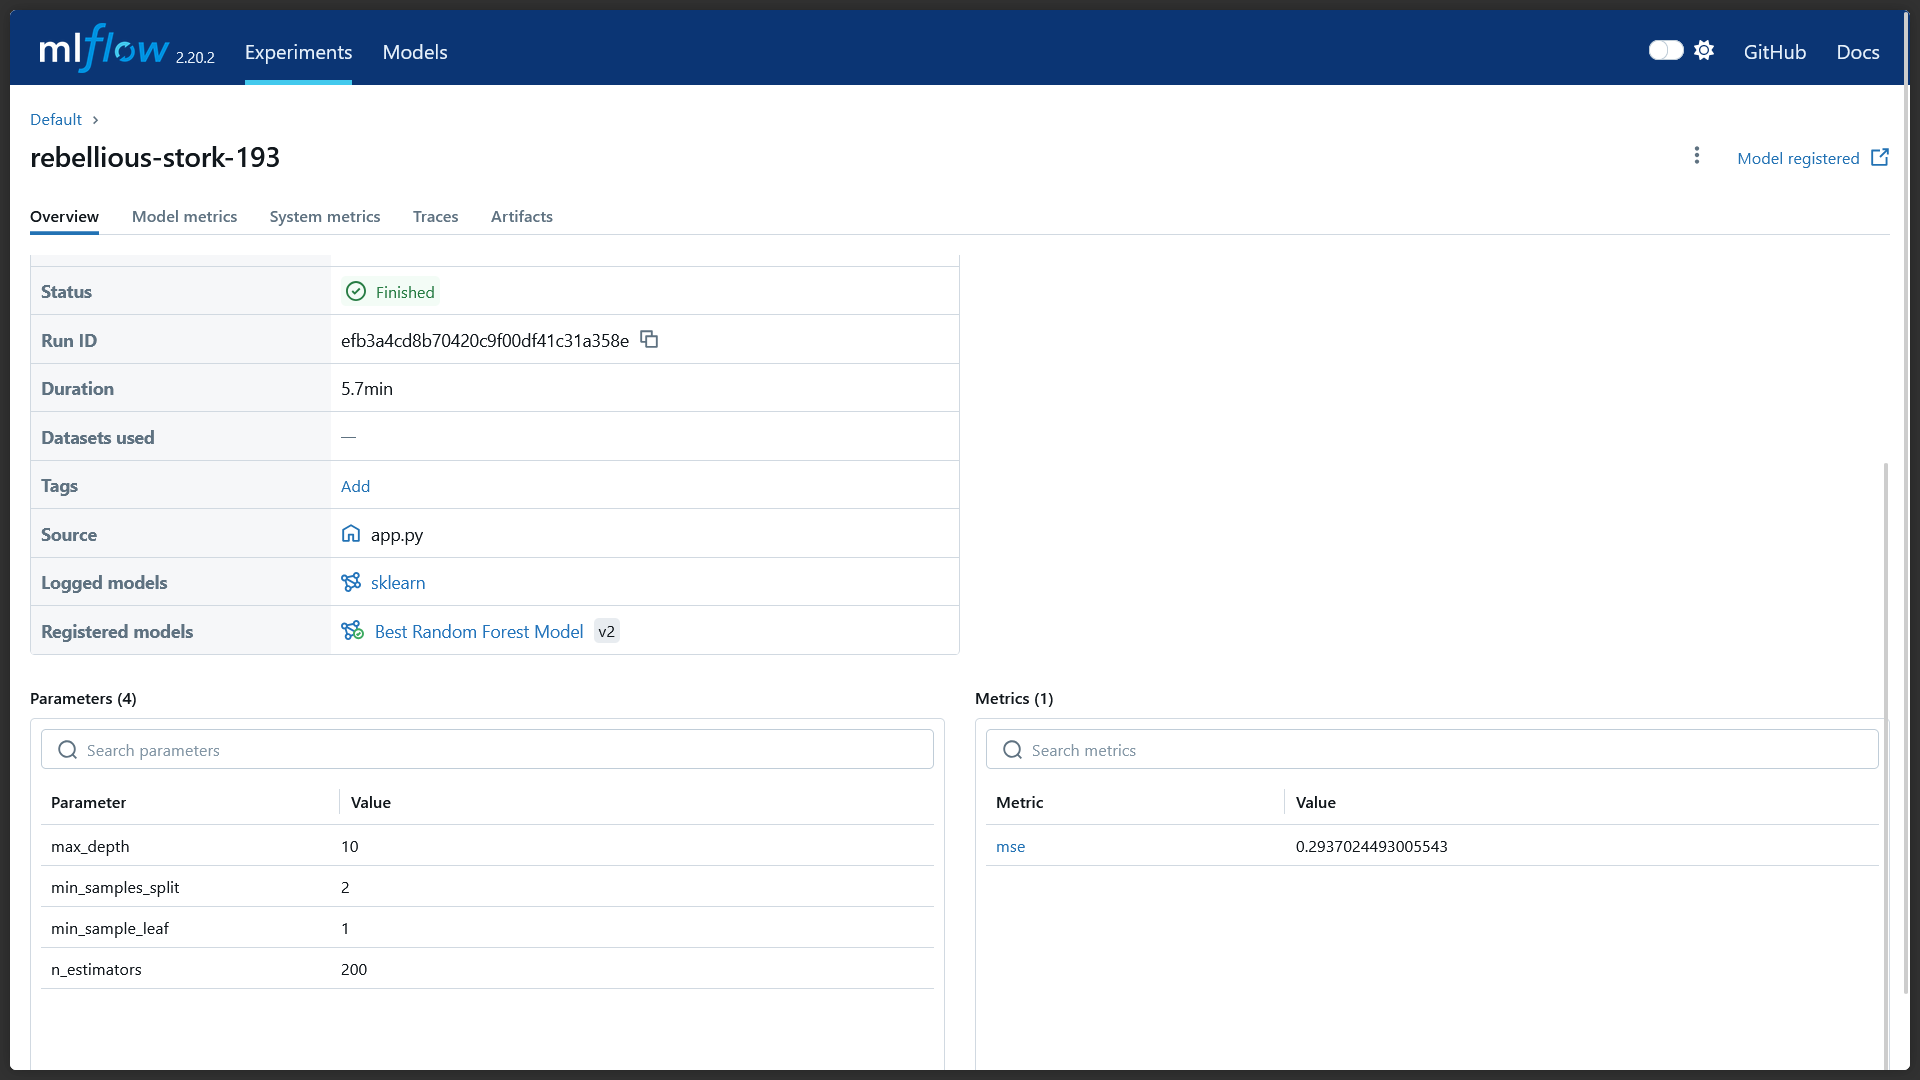 mlflow 2.20.2 Experiments Models GitHub Docs
Default
rebellious-stork-193
Model registered
Overview Model metrics System metrics Traces Artifacts
Status Finished
Run ID efb3a4cd8b70420c9f00df41c31a358e
Duration 5.7min
Datasets used —
Tags Add
Source app.py
Logged models sklearn
Registered models Best Random Forest Model v2
Parameters (4)
Search parameters
Parameter Value
max_depth 10
min_samples_split 2
min_sample_leaf 1
n_estimators 200
Metrics (1)
Search metrics
Metric Value
mse 0.2937024493005543